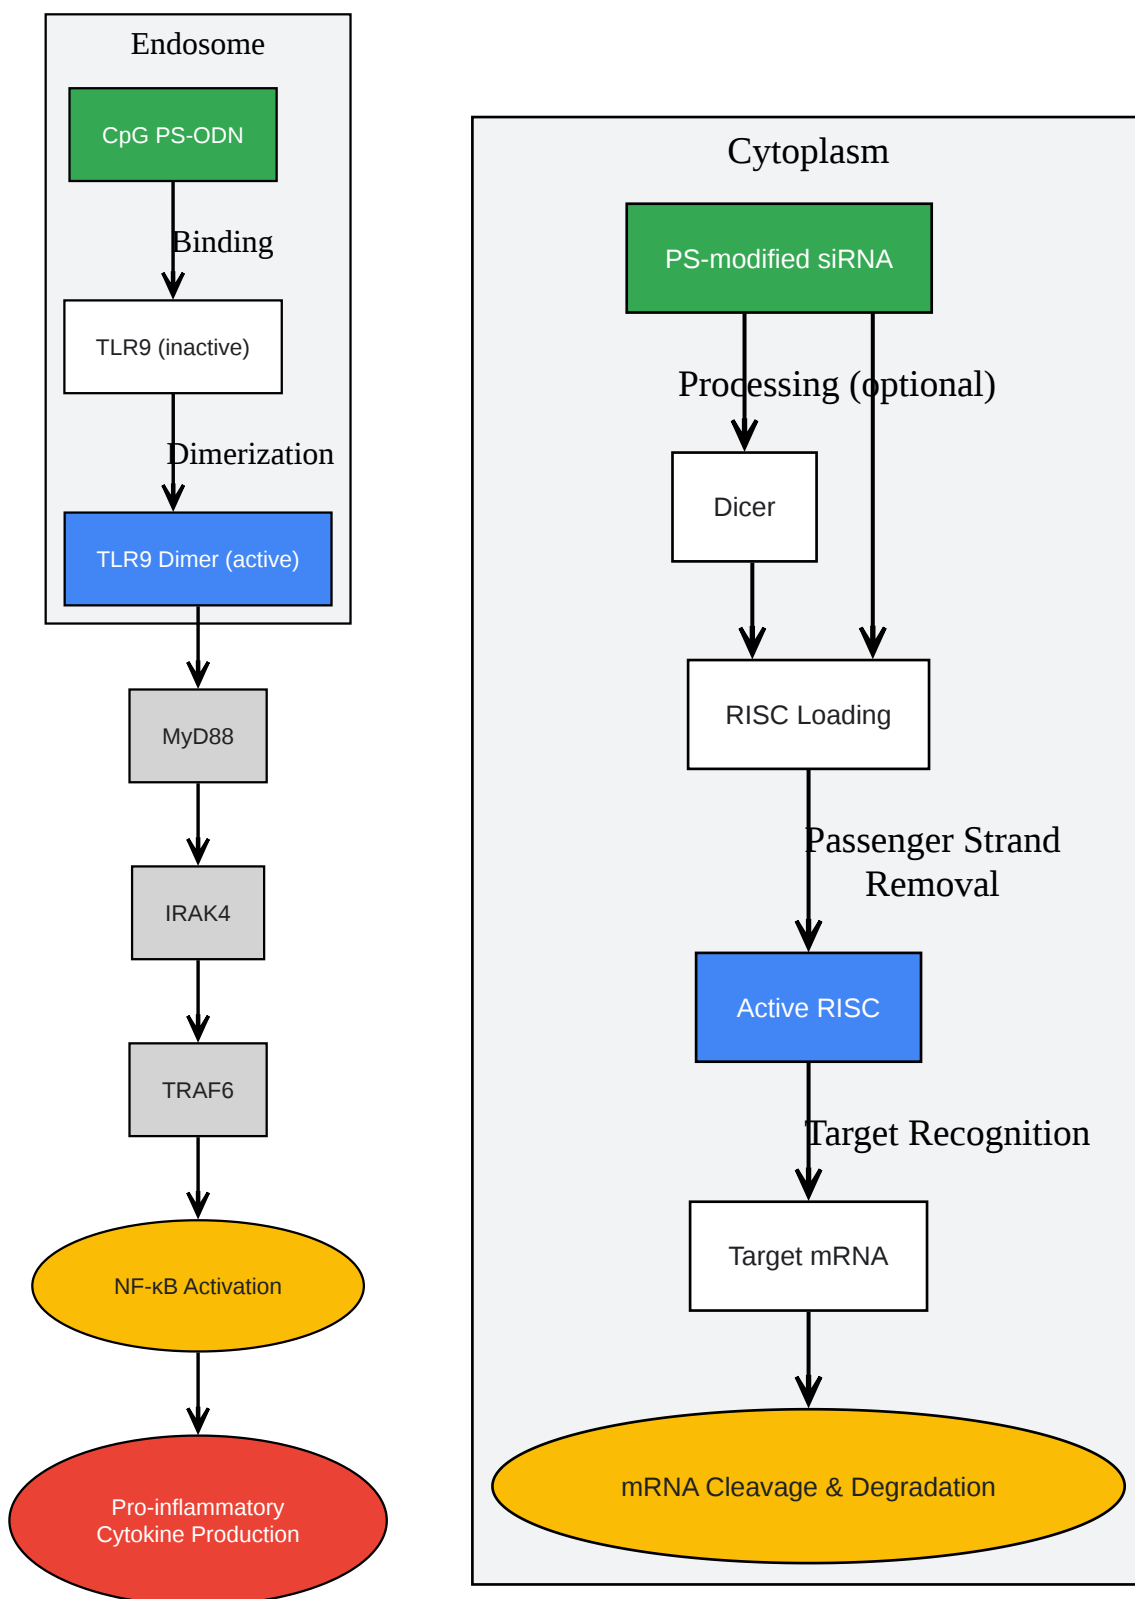 Endosome
CpG PS-ODN
Binding
TLR9 (inactive)
Dimerization
TLR9 Dimer (active)
MyD88
IRAK4
TRAF6
NF-κB Activation
Pro-inflammatory
Cytokine Production
Cytoplasm
PS-modified siRNA
Processing (optional)
Dicer
RISC Loading
Passenger Strand
Removal
Active RISC
Target Recognition
Target mRNA
mRNA Cleavage & Degradation